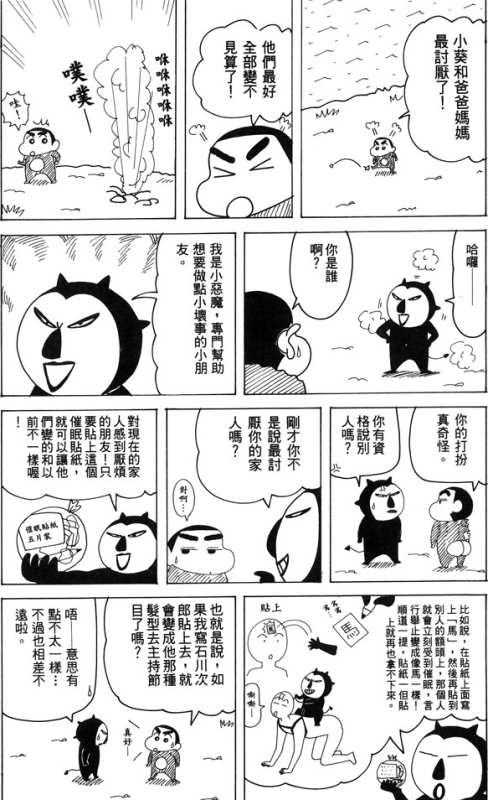 小葵和爸爸媽媽
最討厭了！
他們最好
全部變不
見算了！
咻咻咻咻咻
噗噗—
哇！
哈囉——
你是誰
啊？
我是小惡魔，專門幫助
想要做點小壞事的小朋
友。
你的打扮
真奇怪。
你有資
格說別
人嗎？
剛才你不
是說最討
厭你的家
人嗎？
對啊…
對現在的家
人感到厭煩
的朋友！只
要貼上這個
催眠貼紙，
就可以讓他
們變的和以
前不一樣喔
！
催眠貼紙
五片裝
比如說，在貼紙上面寫
上「馬」，然後再貼到
別人的額頭上，那個人
就會立刻受到催眠，言
行舉止變成像馬一樣！
順道一提，貼紙一但貼
上就再也拿不下來。
馬
貼上
嘶嘶——
也就是說，如
果我寫石川次
郎貼上去，就
會變成他那種
髮型去主持節
目了嗎？
真好—
唔—意思有
點不太一樣…
不過也相差不
遠啦。